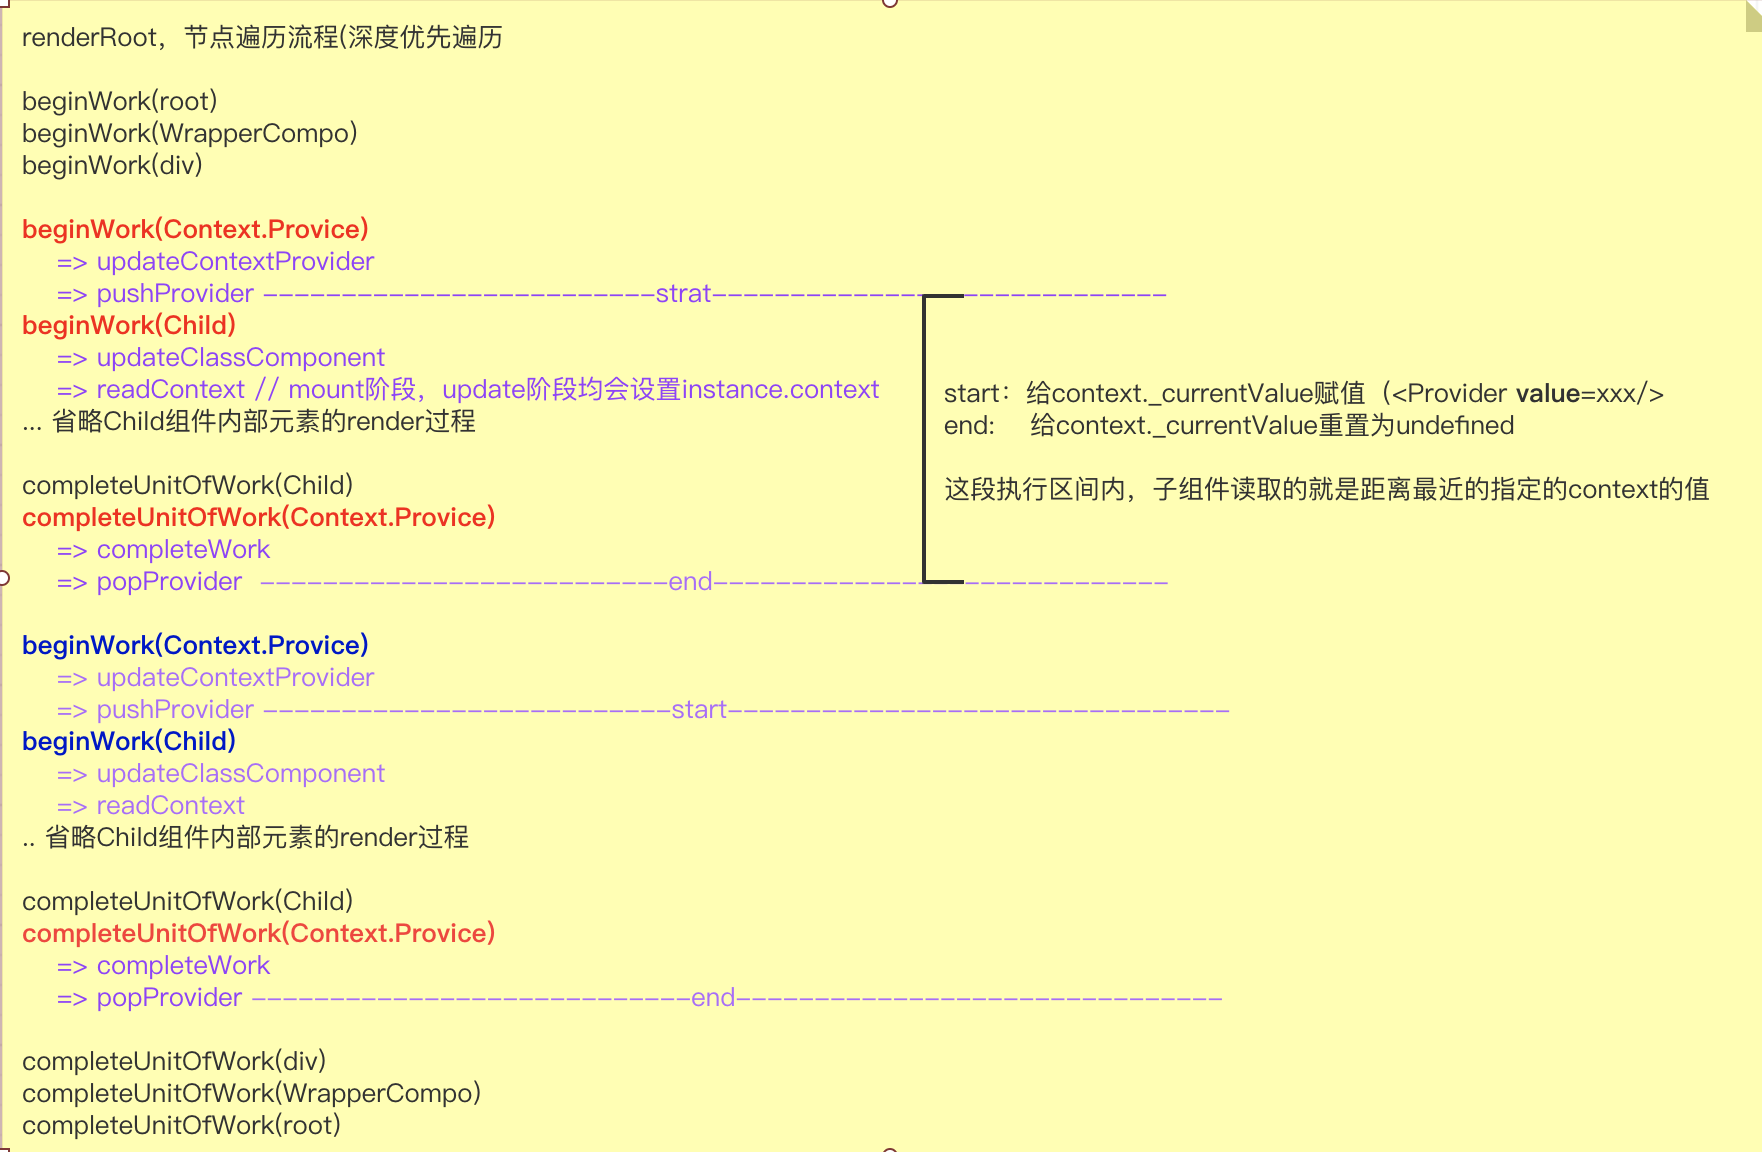 renderRoot，节点遍历流程(深度优先遍历
beginWork(root)
beginWork(WrapperCompo)
beginWork(div)
beginWork(Context.Provice)
=> updateContextProvider
=> pushProvider -------------------------strat-----------------------------
beginWork(Child)
=> updateClassComponent
=> readContext // mount阶段，update阶段均会设置instance.context
... 省略Child组件内部元素的render过程
completeUnitOfWork(Child)
completeUnitOfWork(Context.Provice)
=> completeWork
=> popProvider --------------------------end-----------------------------
start：给context._currentValue赋值（<Provider value=xxx/>
end: 给context._currentValue重置为undefined
这段执行区间内，子组件读取的就是距离最近的指定的context的值
beginWork(Context.Provice)
=> updateContextProvider
=> pushProvider --------------------------start--------------------------------
beginWork(Child)
=> updateClassComponent
=> readContext
.. 省略Child组件内部元素的render过程
completeUnitOfWork(Child)
completeUnitOfWork(Context.Provice)
=> completeWork
=> popProvider ----------------------------end-------------------------------
completeUnitOfWork(div)
completeUnitOfWork(WrapperCompo)
completeUnitOfWork(root)